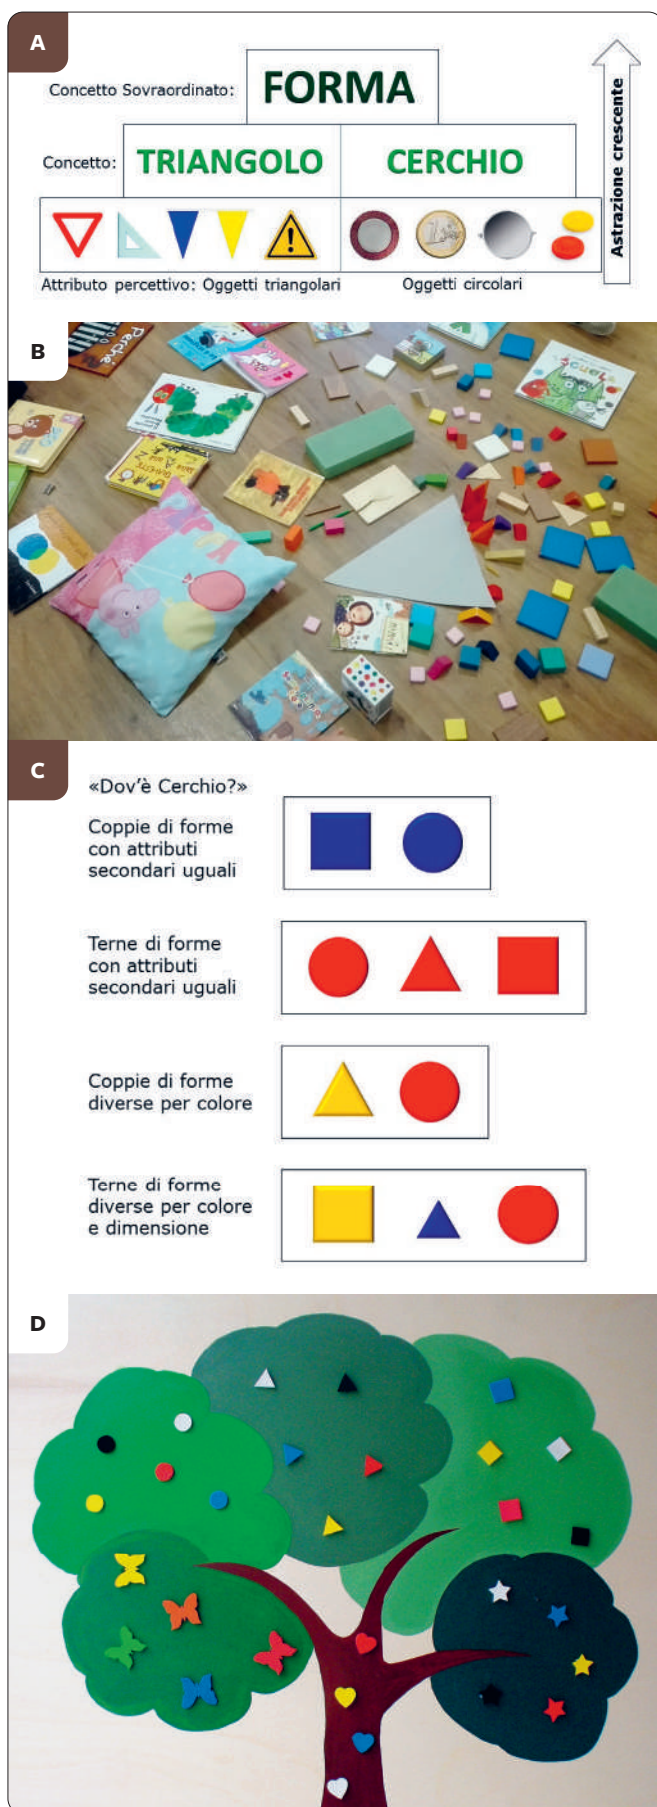 A
Concetto Sovraordinato:
FORMA
Concetto:
TRIANGOLO
CERCHIO
Attributo percettivo: Oggetti triangolari
Oggetti circolari
Astrazione crescente
B
Perché
C
«Dov'è Cerchio?»
Coppie di forme
con attributi
secondari uguali
Terne di forme
con attributi
secondari uguali
Coppie di forme
diverse per colore
Terne di forme
diverse per colore
e dimensione
D